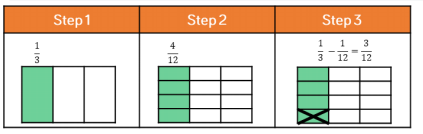 Step 1 Step 2 Step 3
1/3 4/12 1/3 - 1/12 = 3/12